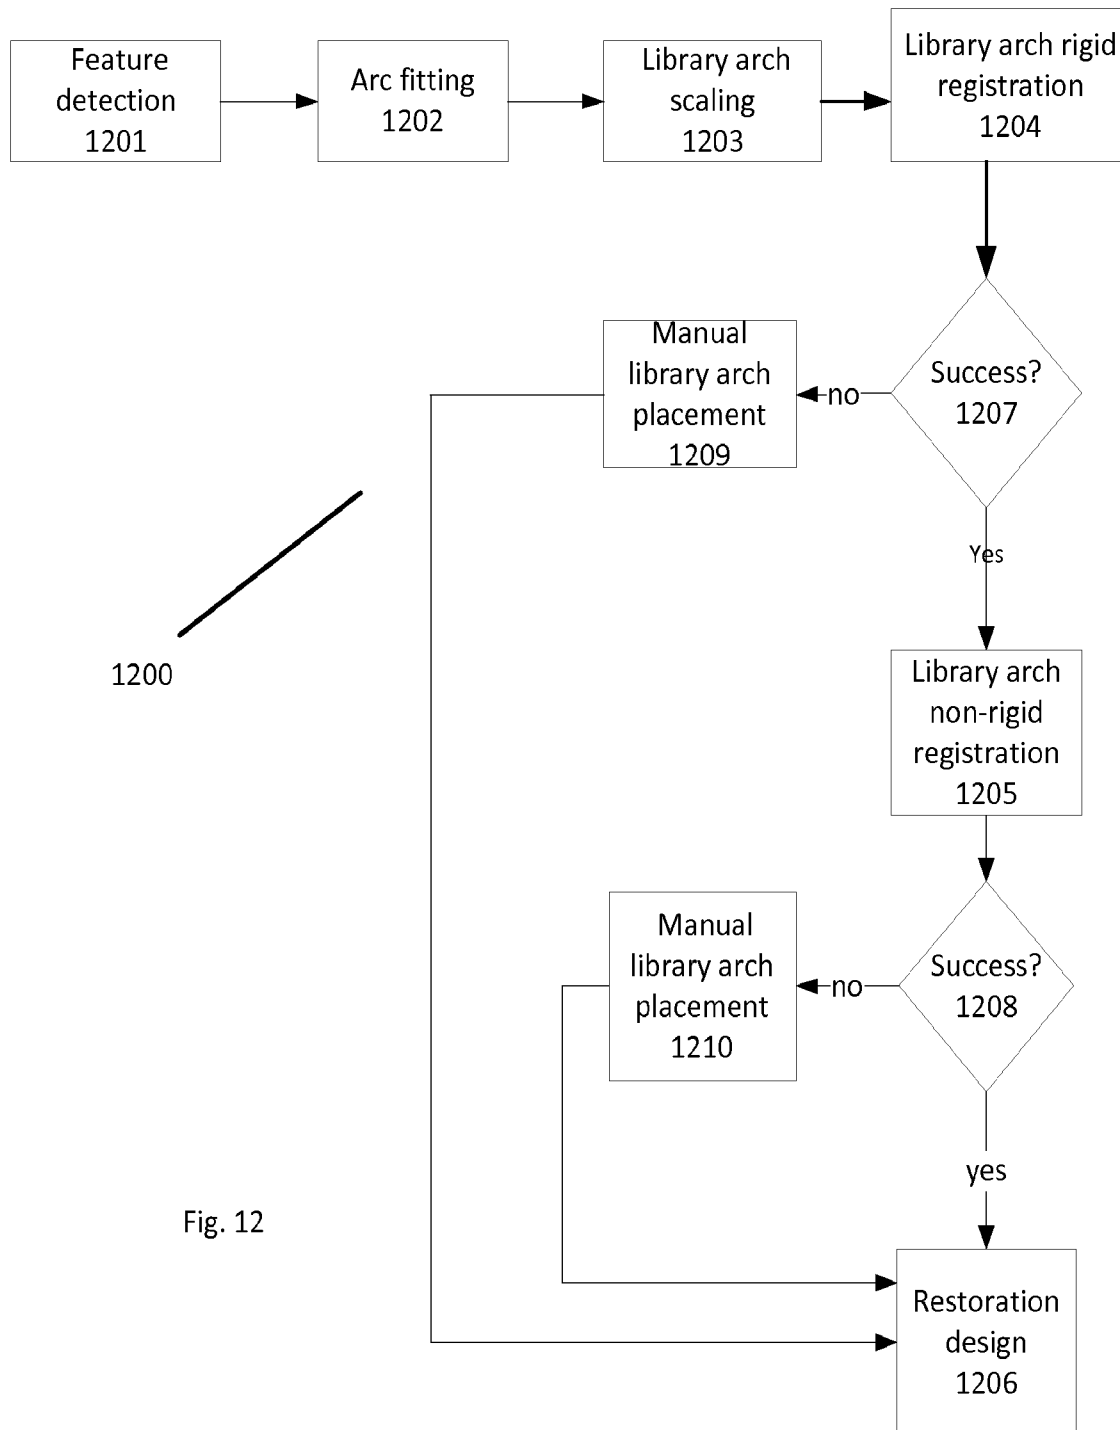 Feature
detection
1201
Arc fitting
1202
Library arch
scaling
1203
Library arch rigid
registration
1204
Success?
1207
no
Manual
library arch
placement
1209
Yes
1200
Library arch
non-rigid
registration
1205
Success?
1208
no
Manual
library arch
placement
1210
yes
Fig. 12
Restoration
design
1206